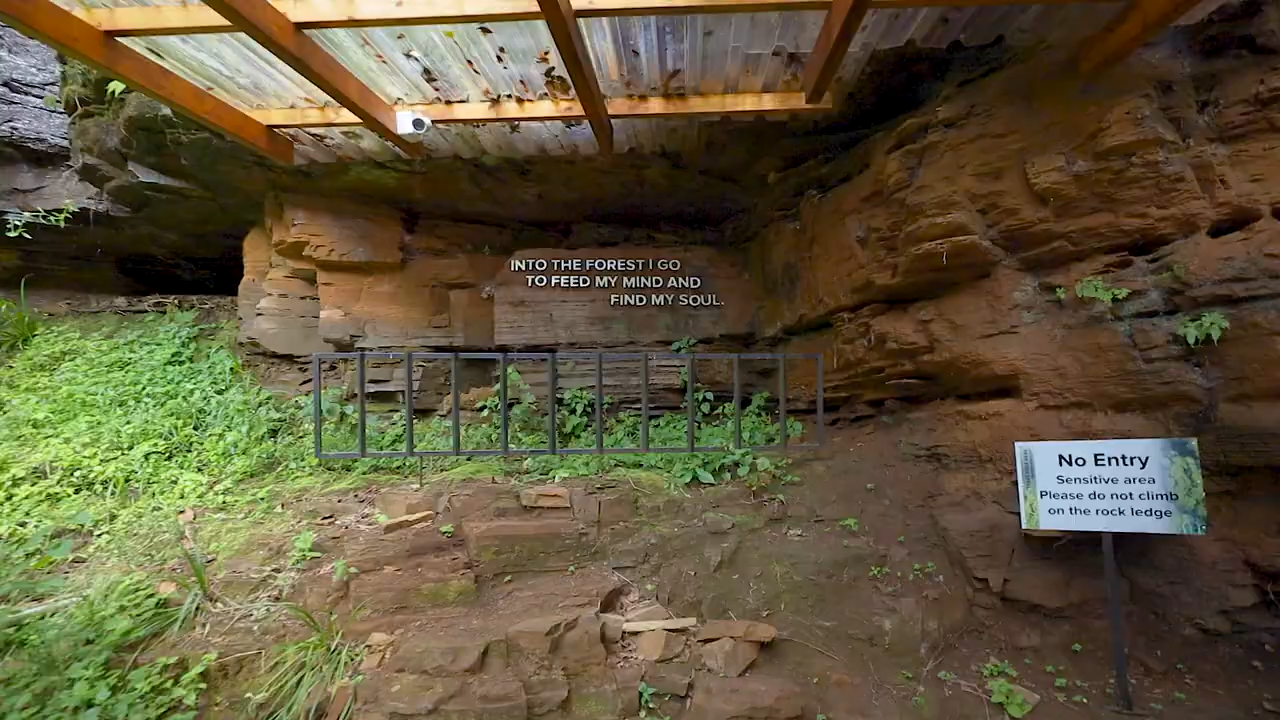 INTO THE FOREST I GO
TO FEED MY MIND AND
FIND MY SOUL.
No Entry
Sensitive area
Please do not climb
on the rock ledge